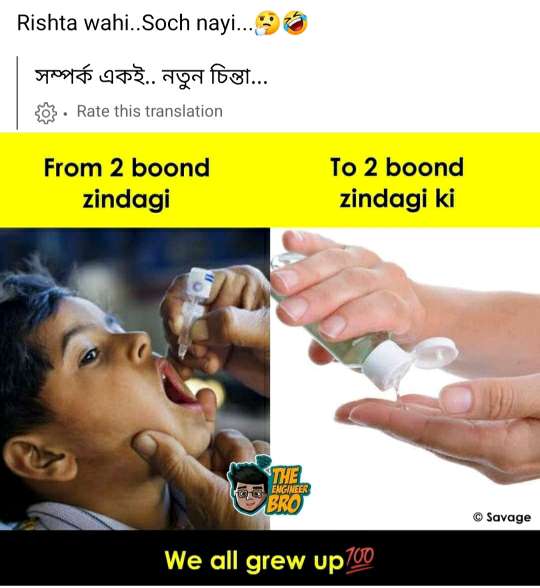 Rishta wahi..Soch nayi...🤔🤣
সম্পর্ক একই.. নতুন চিন্তা...
Rate this translation
From 2 boond
zindagi
To 2 boond
zindagi ki
THE
ENGINEER
BRO
© Savage
We all grew up💯